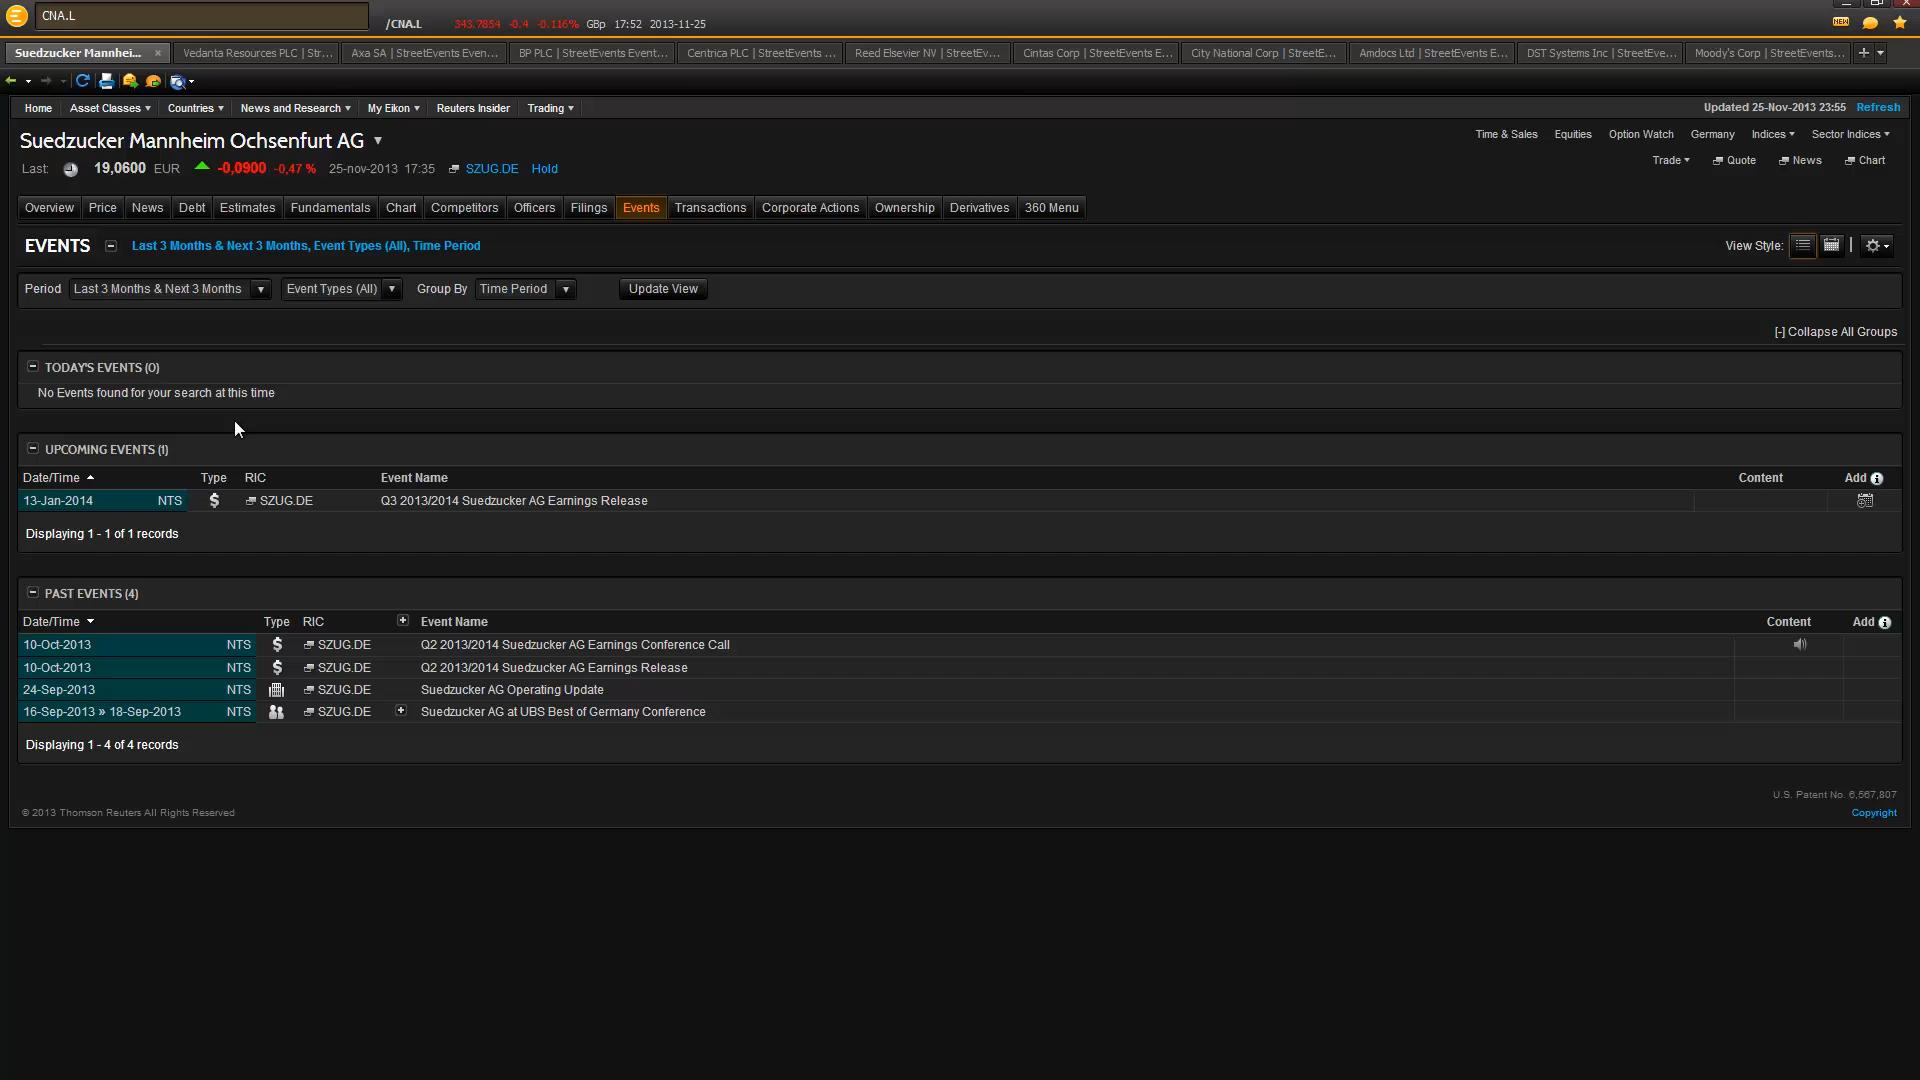 CNA.L /CNA.L 343.7854 -0.4 -0.116% GBp 17:52 2013-11-25 NEW
Suedzucker Mannhei... × Vedanta Resources PLC | Str... Axa SA | StreetEvents Even... BP PLC | StreetEvents Event... Centrica PLC | StreetEvents ... Reed Elsevier NV | StreetEv... Cintas Corp | StreetEvents E... City National Corp | StreetE... Amdocs Ltd | StreetEvents E... DST Systems Inc | StreetEve... Moody's Corp | StreetEvents...
Home Asset Classes Countries News and Research My Eikon Reuters Insider Trading Updated 25-Nov-2013 23:55 Refresh
Suedzucker Mannheim Ochsenfurt AG Time & Sales Equities Option Watch Germany Indices Sector Indices
Last: 19,0600 EUR -0,0900 -0,47 % 25-nov-2013 17:35 SZUG.DE Hold Trade Quote News Chart
Overview Price News Debt Estimates Fundamentals Chart Competitors Officers Filings Events Transactions Corporate Actions Ownership Derivatives 360 Menu
EVENTS Last 3 Months & Next 3 Months, Event Types (All), Time Period View Style:
Period Last 3 Months & Next 3 Months Event Types (All) Group By Time Period Update View
[-] Collapse All Groups
TODAY'S EVENTS (0)
No Events found for your search at this time
UPCOMING EVENTS (1)
Date/Time Type RIC Event Name Content Add
13-Jan-2014 NTS $ SZUG.DE Q3 2013/2014 Suedzucker AG Earnings Release
Displaying 1 - 1 of 1 records
PAST EVENTS (4)
Date/Time Type RIC Event Name Content Add
10-Oct-2013 NTS $ SZUG.DE Q2 2013/2014 Suedzucker AG Earnings Conference Call
10-Oct-2013 NTS $ SZUG.DE Q2 2013/2014 Suedzucker AG Earnings Release
24-Sep-2013 NTS SZUG.DE Suedzucker AG Operating Update
16-Sep-2013 » 18-Sep-2013 NTS SZUG.DE Suedzucker AG at UBS Best of Germany Conference
Displaying 1 - 4 of 4 records
U.S. Patent No. 6,567,807
© 2013 Thomson Reuters All Rights Reserved Copyright